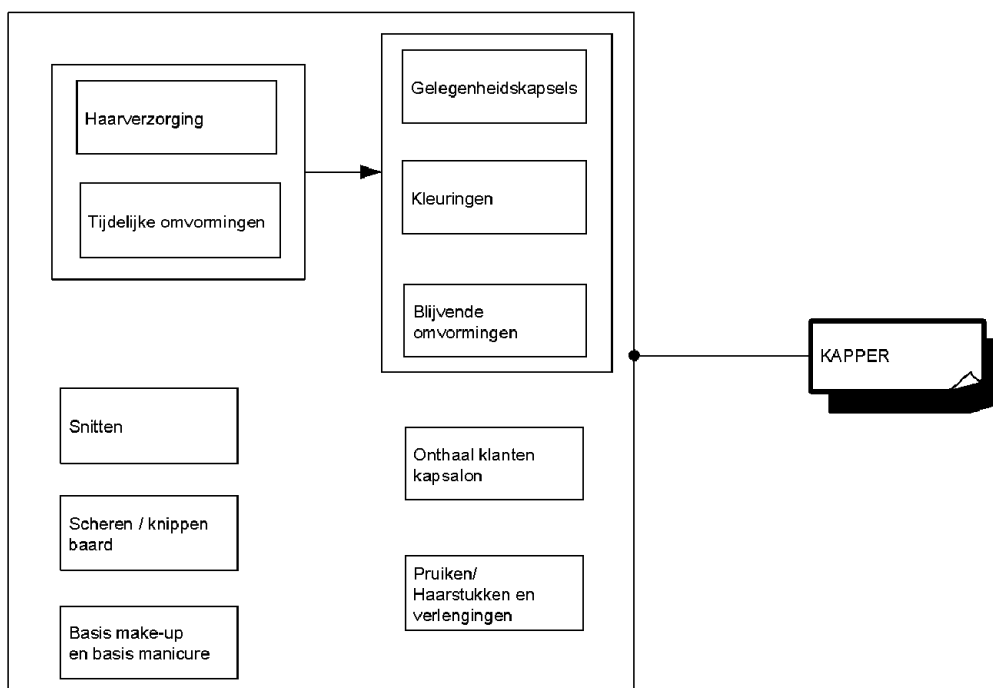 Haarverzorging
Tijdelijke omvormingen
Gelegenheidskapsels
Kleuringen
Blijvende
omvormingen
KAPPER
Snitten
Scheren / knippen
baard
Basis make-up
en basis manicure
Onthaal klanten
kapsalon
Pruiken/
Haarstukken en
verlengingen